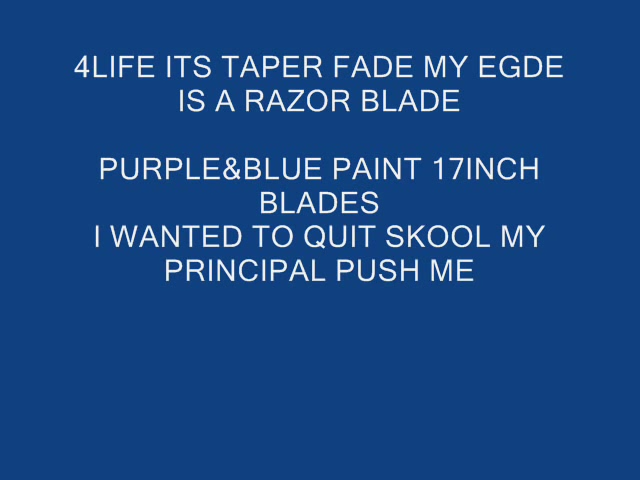 4LIFE ITS TAPER FADE MY EGDE
IS A RAZOR BLADE
PURPLE&BLUE PAINT 17INCH
BLADES
I WANTED TO QUIT SKOOL MY
PRINCIPAL PUSH ME